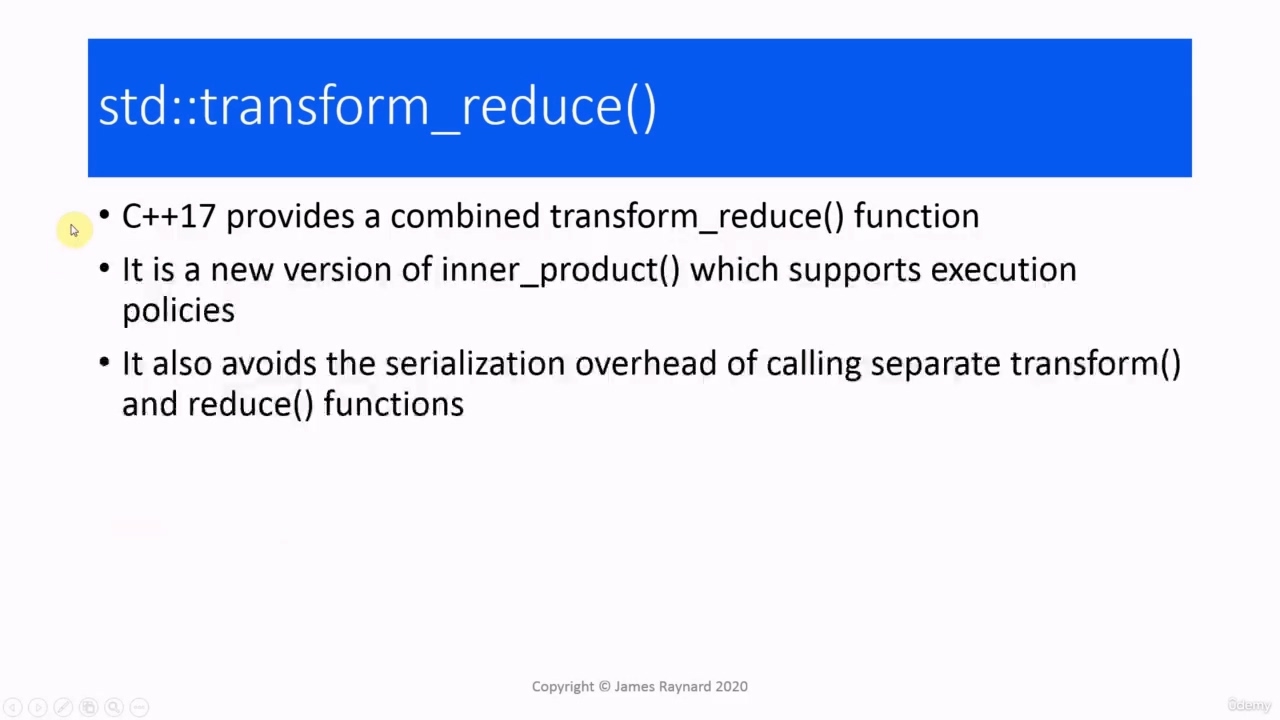 std::transform_reduce()
• C++17 provides a combined transform_reduce() function
• It is a new version of inner_product() which supports execution
policies
• It also avoids the serialization overhead of calling separate transform()
and reduce() functions
Copyright © James Raynard 2020
ûdemy